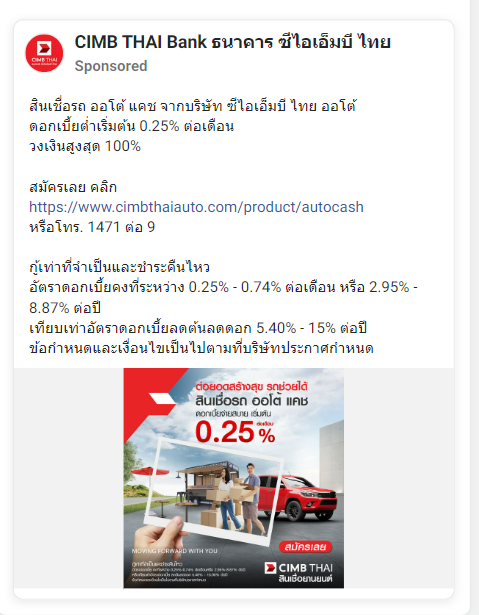 CIMB THAI Bank ธนาคาร ซีไอเอ็มบี ไทย
CIMB THAI
Sponsored
สินเชื่อรถ ออโต้ แคช จากบริษัท ซีไอเอ็มบี ไทย ออโต้
ดอกเบี้ยต่ำเริ่มต้น 0.25% ต่อเดือน
วงเงินสูงสุด 100%
สมัครเลย คลิก
https://www.cimbthaiauto.com/product/autocash
หรือโทร. 1471 ต่อ 9
กู้เท่าที่จำเป็นและชำระคืนไหว
อัตราดอกเบี้ยคงที่ระหว่าง 0.25% - 0.74% ต่อเดือน หรือ 2.95% -
8.87% ต่อปี
เทียบเท่าอัตราดอกเบี้ยลดต้นลดดอก 5.40% - 15% ต่อปี
ข้อกำหนดและเงื่อนไขเป็นไปตามที่บริษัทประกาศกำหนด
ต่อยอดสร้างสุข รถช่วยได้
สินเชื่อรถ ออโต้ แคช
ดอกเบี้ยจ่ายสบาย เริ่มต้น
0.25% ต่อเดือน
สมัครเลย
MOVING FORWARD WITH YOU
CIMB THAI
สินเชื่อยานยนต์